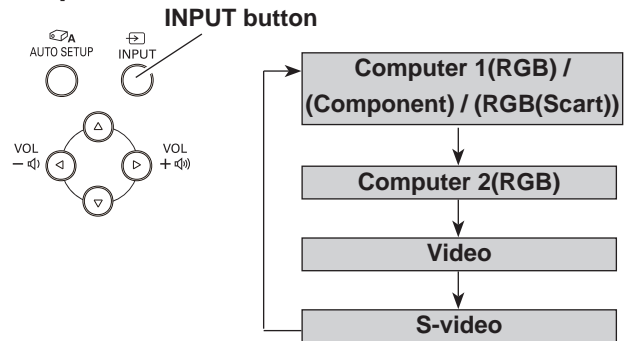 INPUT button
A
AUTO SETUP
INPUT
VOL
–
VOL
+
Computer 1(RGB) /
(Component) / (RGB(Scart))
Computer 2(RGB)
Video
S-video